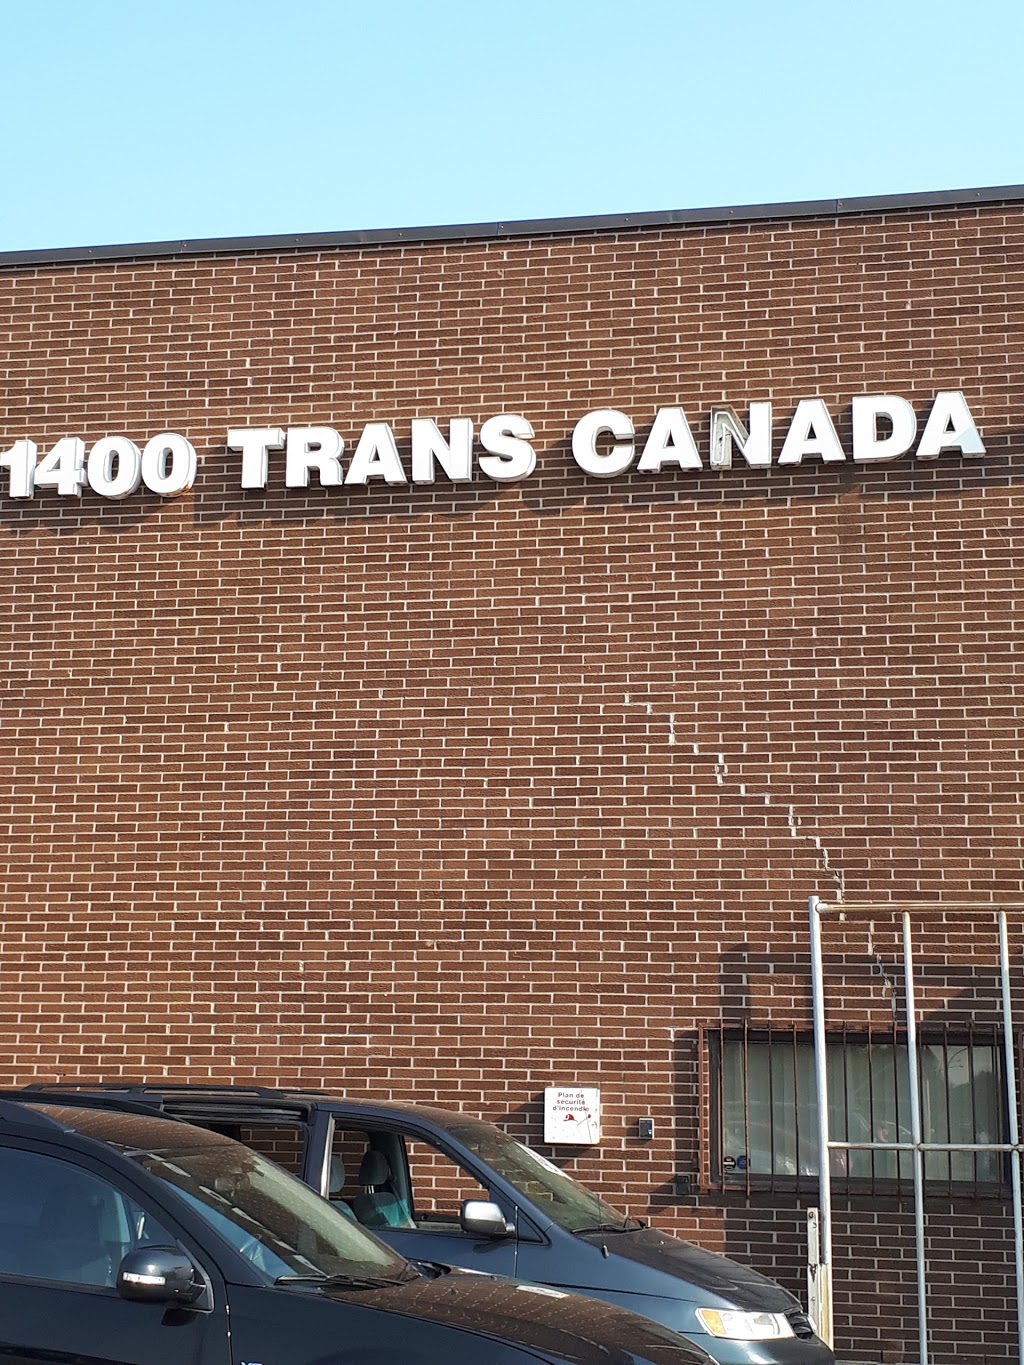 1400 TRANS CANADA
Plan de
sécurité
d'incendie